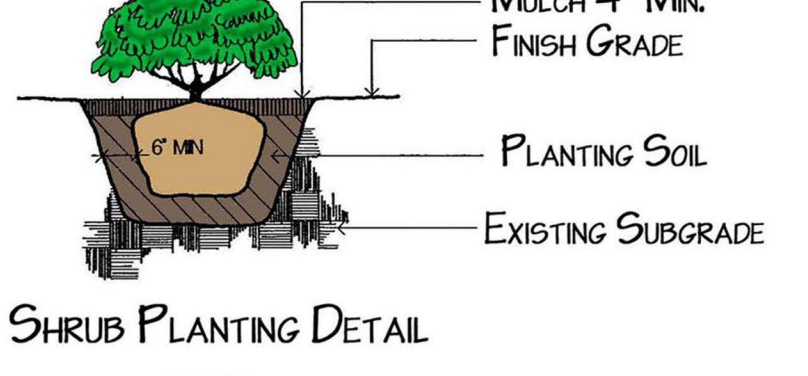 MULCH 4" MIN.
FINISH GRADE
6" MIN
PLANTING SOIL
EXISTING SUBGRADE
SHRUB PLANTING DETAIL